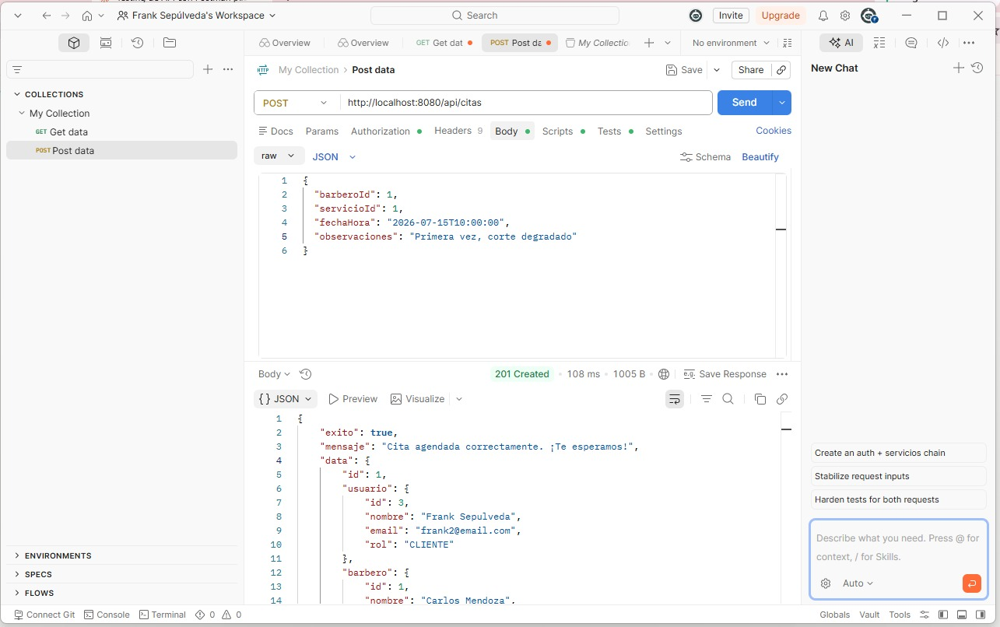 Frank Sepúlveda's Workspace
Search
Invite
Upgrade
Overview
Overview
GET Get dat
POST Post da
My Collectio
No environment
AI
COLLECTIONS
My Collection
GET Get data
POST Post data
HTTP My Collection > Post data
Save
Share
POST
http://localhost:8080/api/citas
Send
Docs
Params
Authorization
Headers 9
Body
Scripts
Tests
Settings
Cookies
raw
JSON
Schema
Beautify
1 {
2 "barberoId": 1,
3 "servicioId": 1,
4 "fechaHora": "2026-07-15T10:00:00",
5 "observaciones": "Primera vez, corte degradado"
6 }
Body
201 Created
108 ms
1005 B
e.g. Save Response
{} JSON
Preview
Visualize
1 {
2 "exito": true,
3 "mensaje": "Cita agendada correctamente. ¡Te esperamos!",
4 "data": {
5 "id": 1,
6 "usuario": {
7 "id": 3,
8 "nombre": "Frank Sepulveda",
9 "email": "frank2@email.com",
10 "rol": "CLIENTE"
11 },
12 "barbero": {
13 "id": 1,
14 "nombre": "Carlos Mendoza",
New Chat
Create an auth + servicios chain
Stabilize request inputs
Harden tests for both requests
Describe what you need. Press @ for
context, / for Skills.
Auto
ENVIRONMENTS
SPECS
FLOWS
Connect Git
Console
Terminal
0
0
Globals
Vault
Tools